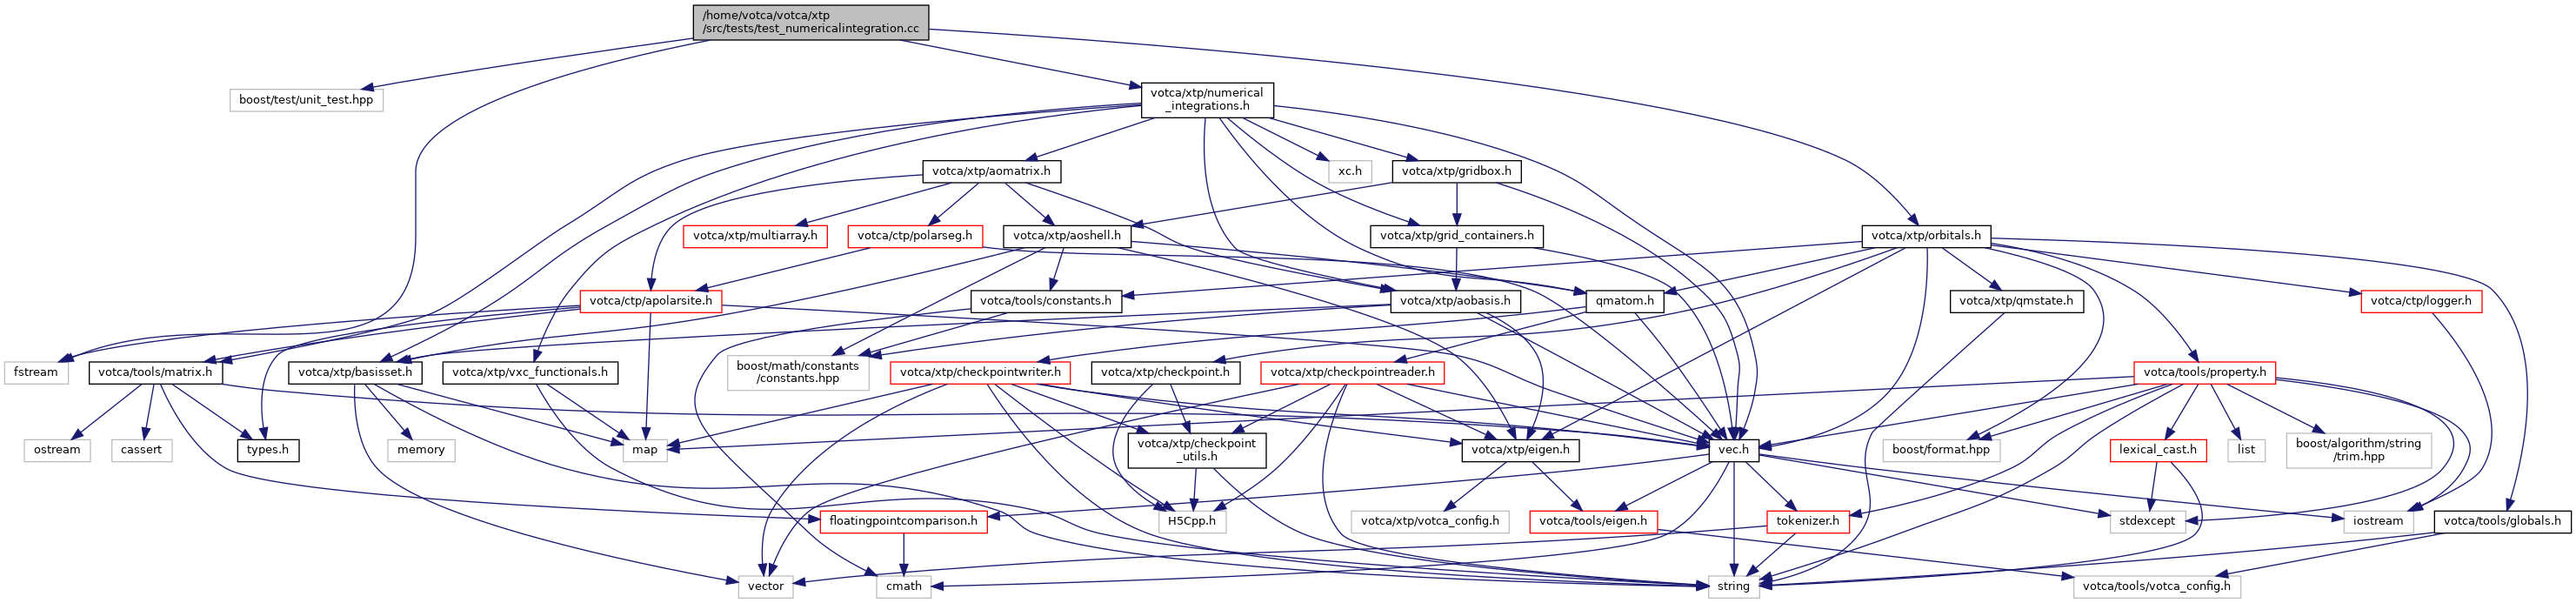 /home/votca/votca/xtp
/src/tests/test_numericalintegration.cc
boost/test/unit_test.hpp
votca/xtp/numerical
_integrations.h
votca/xtp/aomatrix.h
xc.h
votca/xtp/gridbox.h
votca/xtp/multiarray.h
votca/ctp/polarseg.h
votca/xtp/aoshell.h
votca/xtp/grid_containers.h
votca/xtp/orbitals.h
votca/ctp/apolarsite.h
votca/tools/constants.h
votca/xtp/aobasis.h
qmatom.h
votca/xtp/qmstate.h
votca/ctp/logger.h
fstream
votca/tools/matrix.h
votca/xtp/basisset.h
votca/xtp/vxc_functionals.h
boost/math/constants
/constants.hpp
votca/xtp/checkpointwriter.h
votca/xtp/checkpoint.h
votca/xtp/checkpointreader.h
votca/tools/property.h
ostream
cassert
types.h
memory
map
votca/xtp/checkpoint
_utils.h
votca/xtp/eigen.h
vec.h
boost/format.hpp
lexical_cast.h
list
boost/algorithm/string
/trim.hpp
floatingpointcomparison.h
H5Cpp.h
votca/xtp/votca_config.h
votca/tools/eigen.h
tokenizer.h
stdexcept
iostream
votca/tools/globals.h
vector
cmath
string
votca/tools/votca_config.h